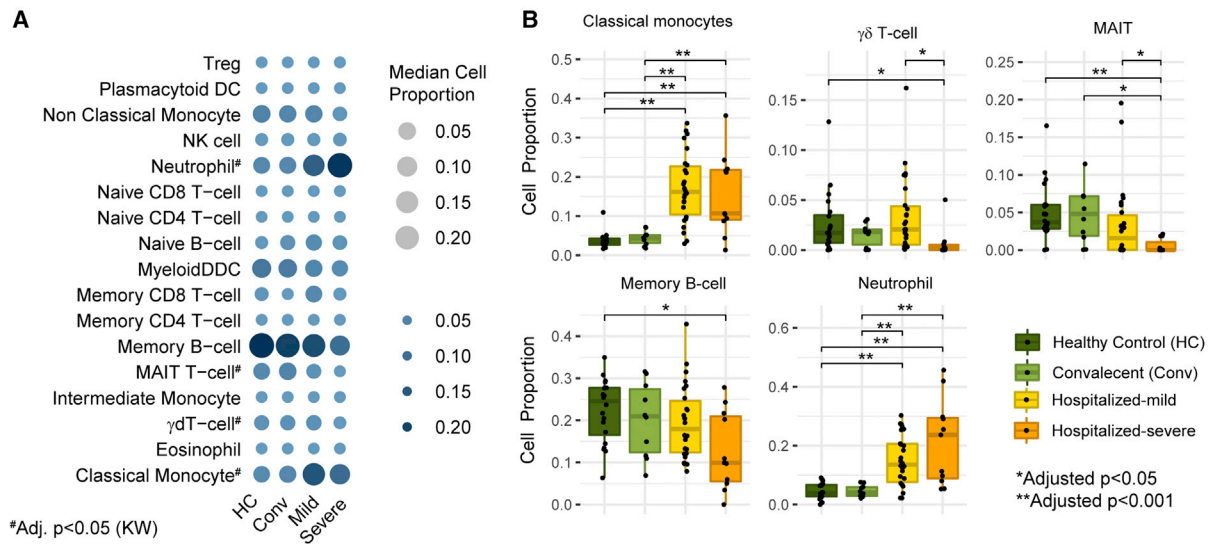 A
Treg
Plasmacytoid DC
Non Classical Monocyte
NK cell
Neutrophil#
Naive CD8 T−cell
Naive CD4 T−cell
Naive B−cell
MyeloidDDC
Memory CD8 T−cell
Memory CD4 T−cell
Memory B−cell
MAIT T−cell#
Intermediate Monocyte
γdT−cell#
Eosinophil
Classical Monocyte#
HC
Conv
Mild
Severe
#Adj. p<0.05 (KW)
Median Cell
Proportion
0.05
0.10
0.15
0.20
0.05
0.10
0.15
0.20
B
Classical monocytes
Cell Proportion
0.5
0.4
0.3
0.2
0.1
0.0
**
**
**
**
γδ T-cell
0.15
0.10
0.05
0.00
*
*
MAIT
0.25
0.20
0.15
0.10
0.05
0.00
*
**
*
Memory B-cell
Cell Proportion
0.4
0.3
0.2
0.1
0.0
*
Neutrophil
0.6
0.4
0.2
0.0
**
**
**
**
Healthy Control (HC)
Convalecent (Conv)
Hospitalized-mild
Hospitalized-severe
*Adjusted p<0.05
**Adjusted p<0.001